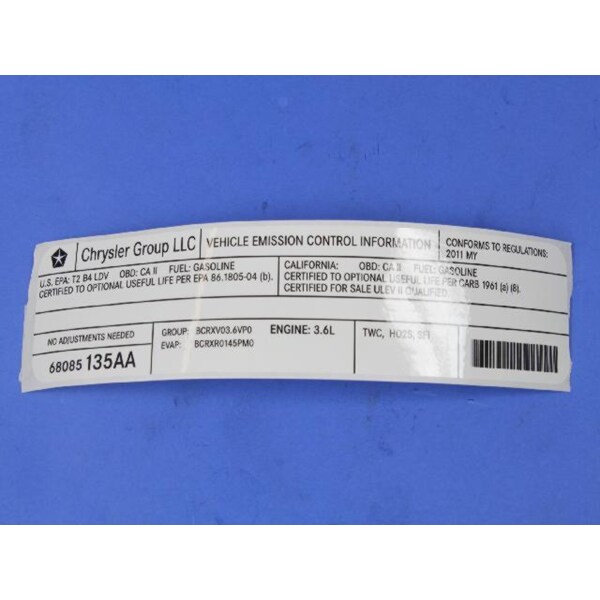 Chrysler Group LLC
VEHICLE EMISSION CONTROL INFORMATION
CONFORMS TO REGULATIONS:
2011 MY
U.S. EPA: T2 B4 LDV OBD: CA II FUEL: GASOLINE
CERTIFIED TO OPTIONAL USEFUL LIFE PER EPA 86.1805-04 (b).
CALIFORNIA: OBD: CA II FUEL: GASOLINE
CERTIFIED TO OPTIONAL USEFUL LIFE PER CARB 1961 (a) (8).
CERTIFIED FOR SALE ULEV II QUALIFIED.
NO ADJUSTMENTS NEEDED
68085 135AA
GROUP: BCRXV03.6VP0 ENGINE: 3.6L
EVAP: BCRXR0145PM0
TWC, HO2S, SFI